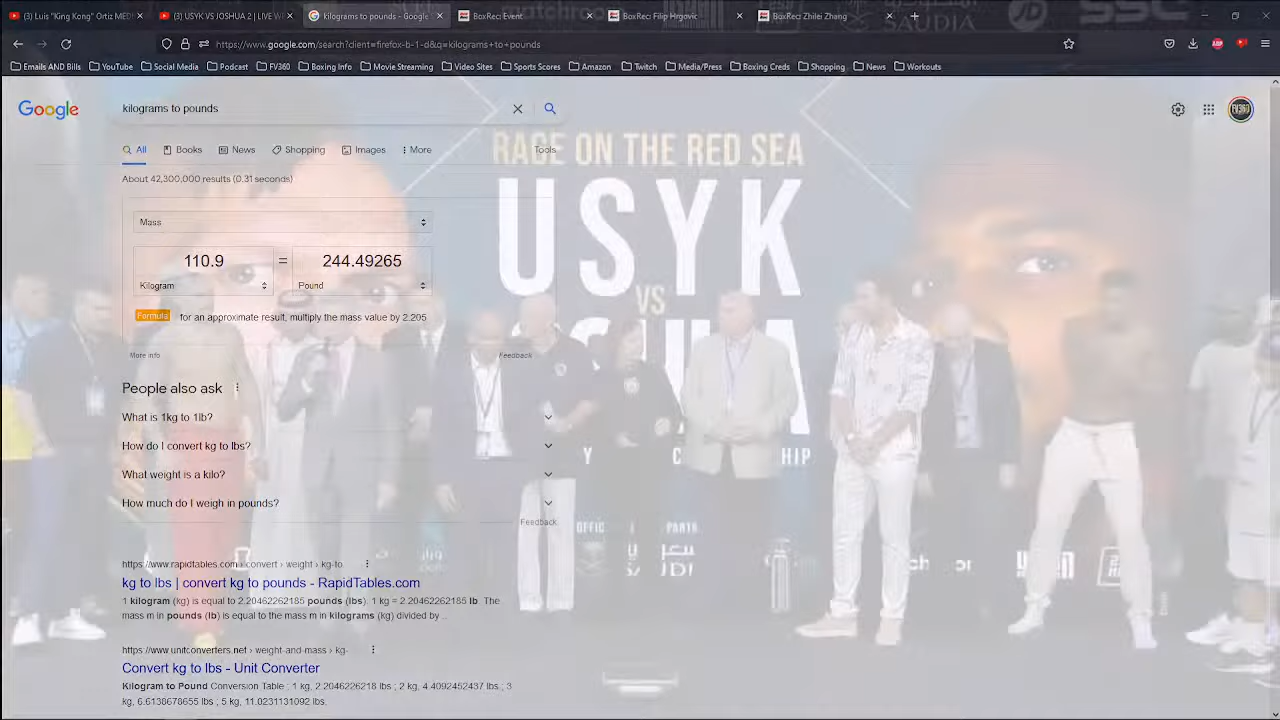 (3) Luis "King Kong" Ortiz MED
(3) USYK VS JOSHUA 2 | LIVE W
kilograms to pounds - Google
BoxRec: Event
BoxRec: Filip Hrgovic
BoxRec: Zhilei Zhang
https://www.google.com/search?client=firefox-b-1-d&q=kilograms+to+pounds
Emails AND Bills
YouTube
Social Media
Podcast
FV360
Boxing Info
Movie Streaming
Video Sites
Sports Scores
Amazon
Twitch
Media/Press
Boxing Creds
Shopping
News
Workouts
SAUDIA
SSC
Google
kilograms to pounds
FV360
RAGE ON THE RED SEA
USYK
VS
All
Books
News
Shopping
Images
More
Tools
About 42,300,000 results (0.31 seconds)
Mass
110.9 = 244.49265
Kilogram
Pound
Formula for an approximate result, multiply the mass value by 2.205
More info
Feedback
People also ask
What is 1kg to 1lb?
How do I convert kg to lbs?
What weight is a kilo?
How much do I weigh in pounds?
Feedback
https://www.rapidtables.com › convert › weight › kg-to
kg to lbs | convert kg to pounds - RapidTables.com
1 kilogram (kg) is equal to 2.20462262185 pounds (lbs). 1 kg = 2.20462262185 lb. The
mass m in pounds (lb) is equal to the mass m in kilograms (kg) divided by ...
https://www.unitconverters.net › weight-and-mass › kg-
Convert kg to lbs - Unit Converter
Kilogram to Pound Conversion Table ; 1 kg, 2.2046226218 lbs ; 2 kg, 4.4092452437 lbs ; 3
kg, 6.6138678655 lbs ; 5 kg, 11.0231131092 lbs.